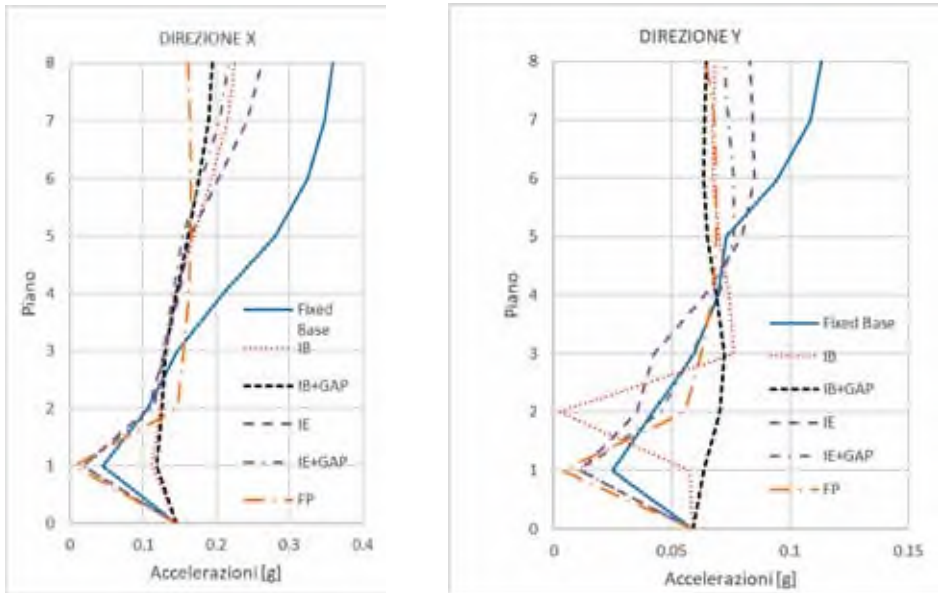 DIREZIONE X
8
7
6
5
4
3
2
1
0
Piano
Fixed
Base
IB
IB+GAP
IE
IE+GAP
FP
0
0.1
0.2
0.3
0.4
Accelerazioni [g]
DIREZIONE Y
8
7
6
5
4
3
2
1
0
Piano
Fixed Base
IB
IB+GAP
IE
IE+GAP
FP
0
0.05
0.1
0.15
Accelerazioni [g]